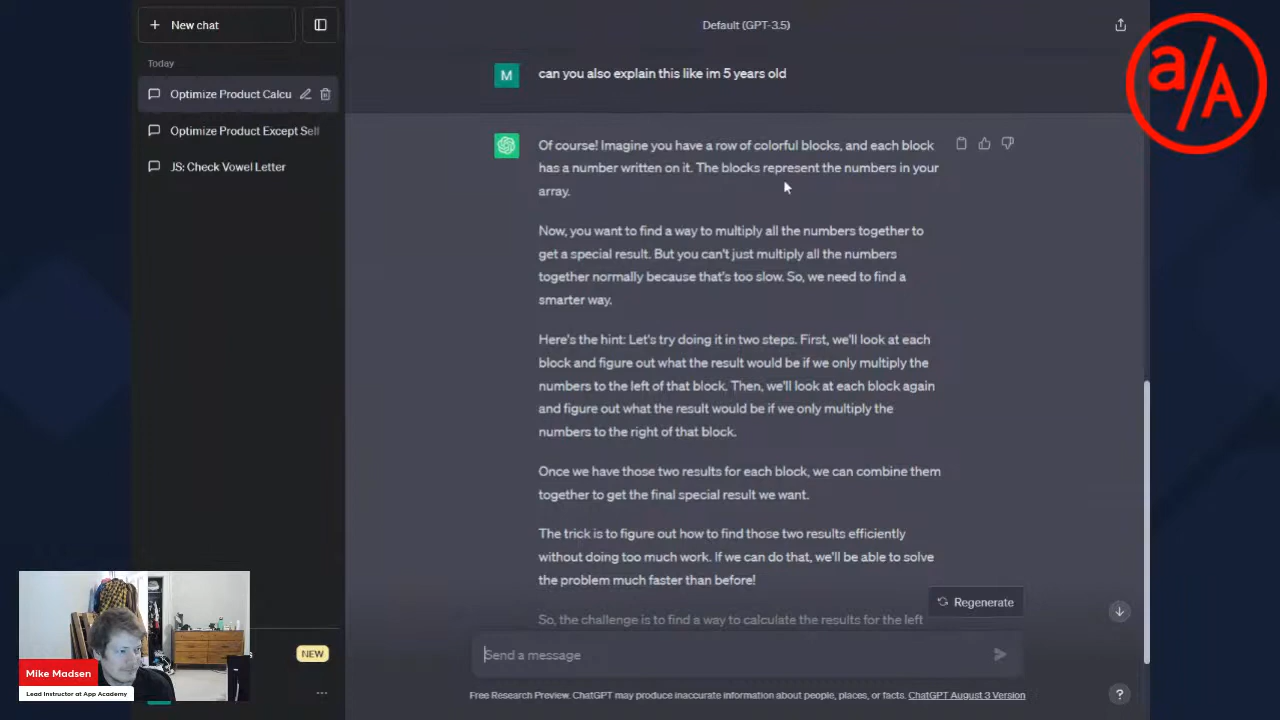 New chat
Default (GPT-3.5)
a/A
Today
Optimize Product Calcu
Optimize Product Except Self
JS: Check Vowel Letter
M
can you also explain this like im 5 years old
Of course! Imagine you have a row of colorful blocks, and each block
has a number written on it. The blocks represent the numbers in your
array.
Now, you want to find a way to multiply all the numbers together to
get a special result. But you can't just multiply all the numbers
together normally because that's too slow. So, we need to find a
smarter way.
Here's the hint: Let's try doing it in two steps. First, we'll look at each
block and figure out what the result would be if we only multiply the
numbers to the left of that block. Then, we'll look at each block again
and figure out what the result would be if we only multiply the
numbers to the right of that block.
Once we have those two results for each block, we can combine them
together to get the final special result we want.
The trick is to figure out how to find those two results efficiently
without doing too much work. If we can do that, we'll be able to solve
the problem much faster than before!
So, the challenge is to find a way to calculate the results for the left
Regenerate
Send a message
Free Research Preview. ChatGPT may produce inaccurate information about people, places, or facts. ChatGPT August 3 Version
?
NEW
Mike Madsen
Lead Instructor at App Academy